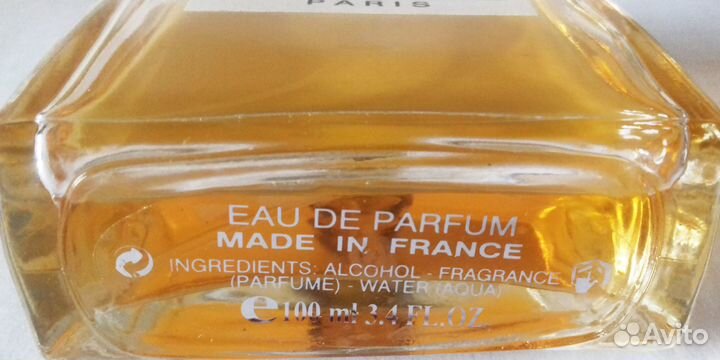 PARIS
EAU DE PARFUM
MADE IN FRANCE
INGREDIENTS: ALCOHOL - FRAGRANCE
(PARFUME) - WATER (AQUA)
℮ 100 ml 3.4 FL.OZ.
Avito